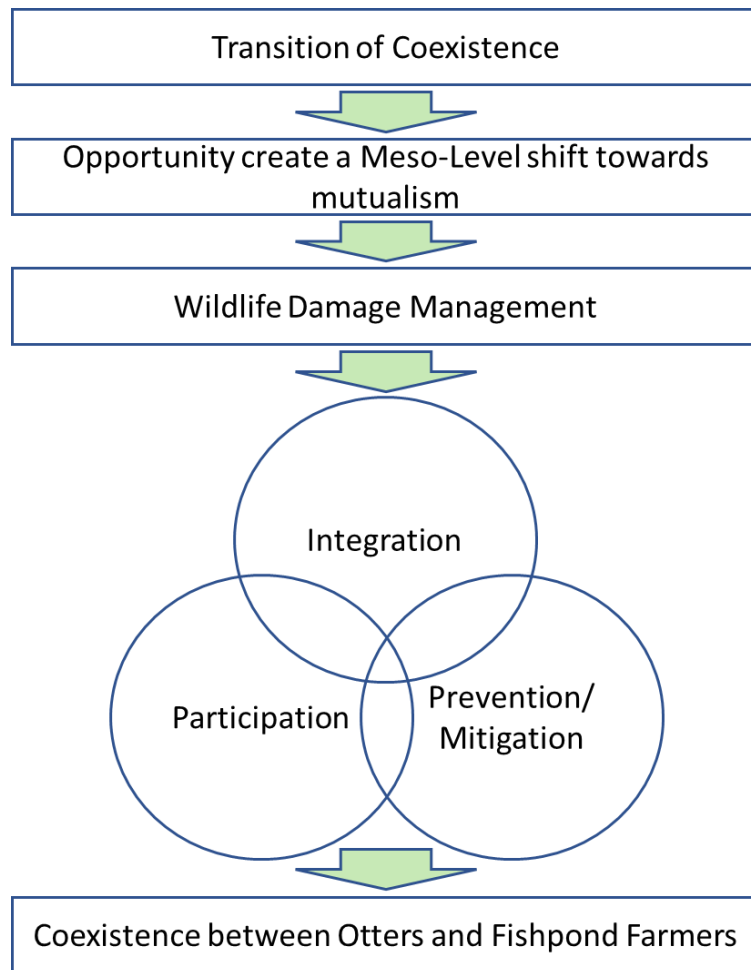 Transition of Coexistence
Opportunity create a Meso-Level shift towards
mutualism
Wildlife Damage Management
Integration
Participation
Prevention/
Mitigation
Coexistence between Otters and Fishpond Farmers